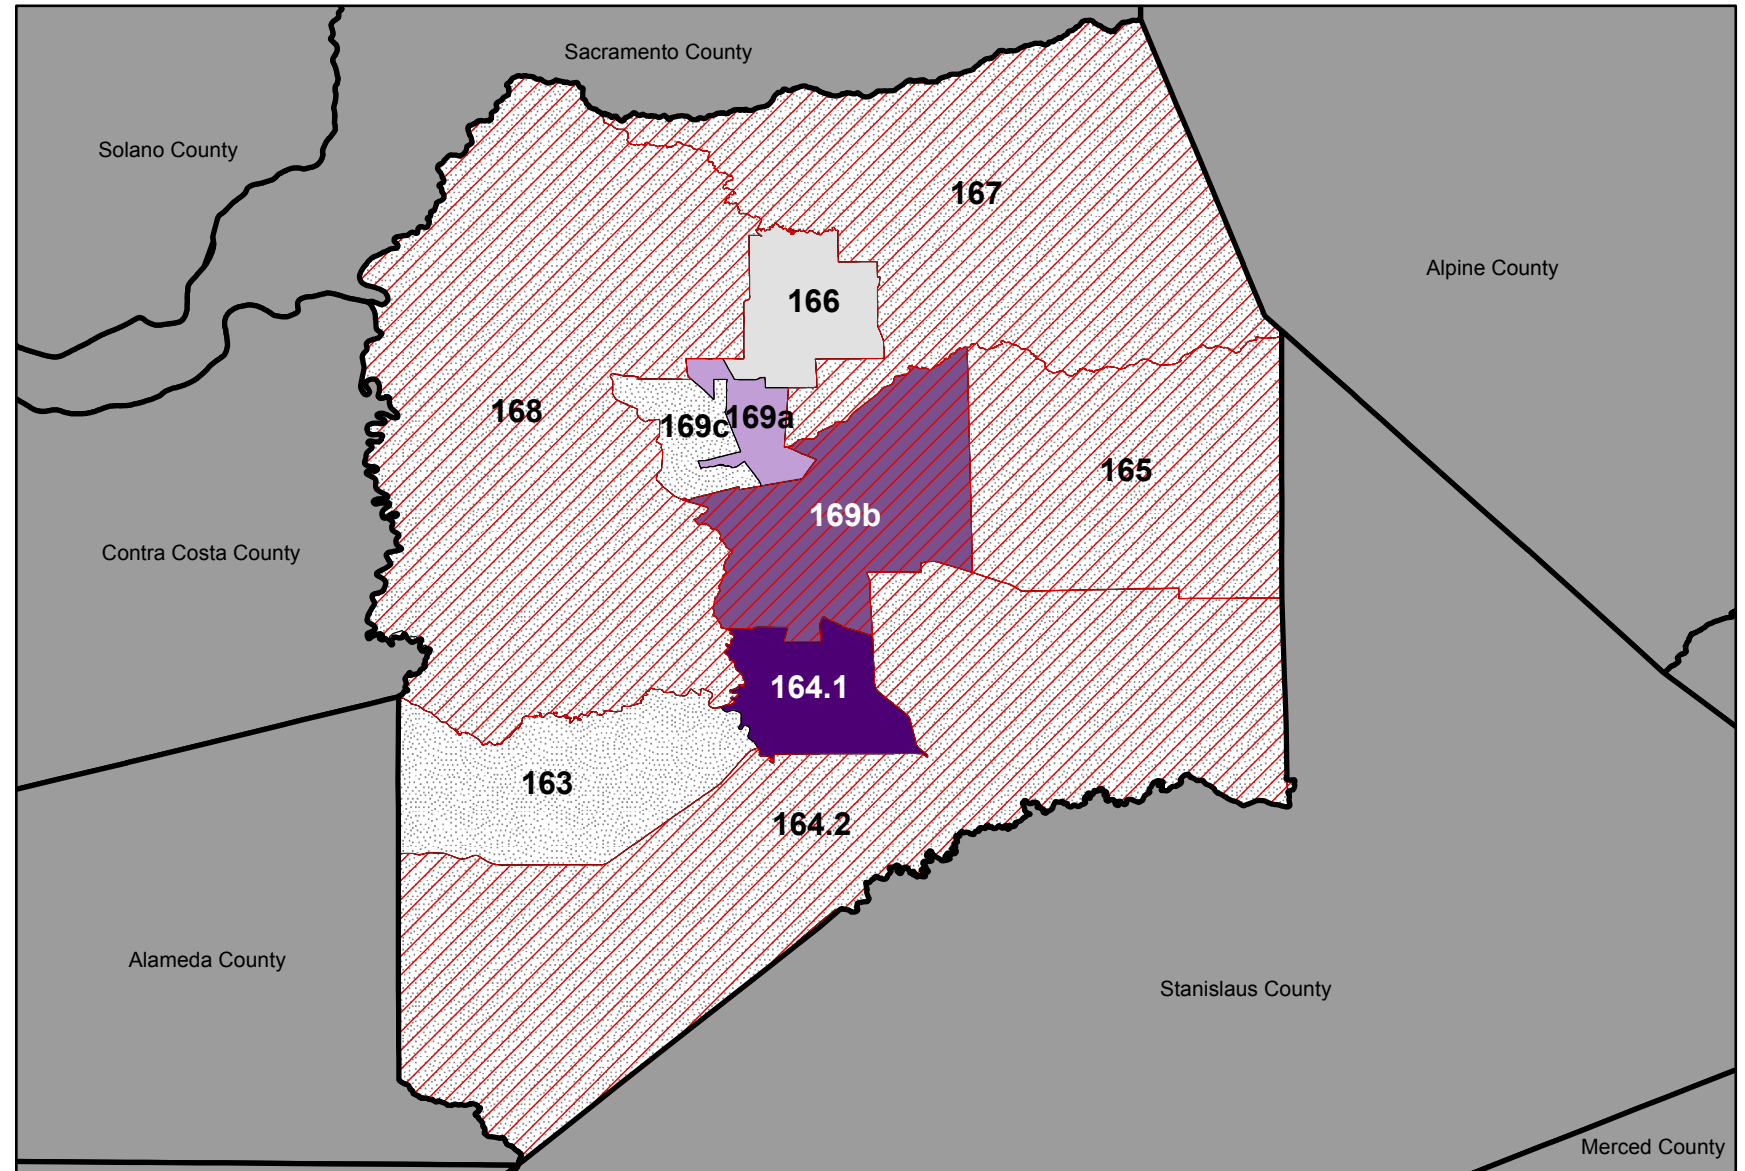 Sacramento County
Solano County
167
Alpine County
166
168
169c
169a
165
169b
Contra Costa County
164.1
163
164.2
Alameda County
Stanislaus County
Merced County